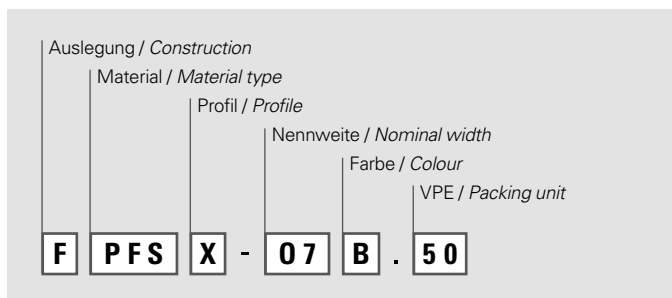 Auslegung / Construction
Material / Material type
Profil / Profile
Nennweite / Nominal width
Farbe / Colour
VPE / Packing unit
F PFS X - 07 B . 50